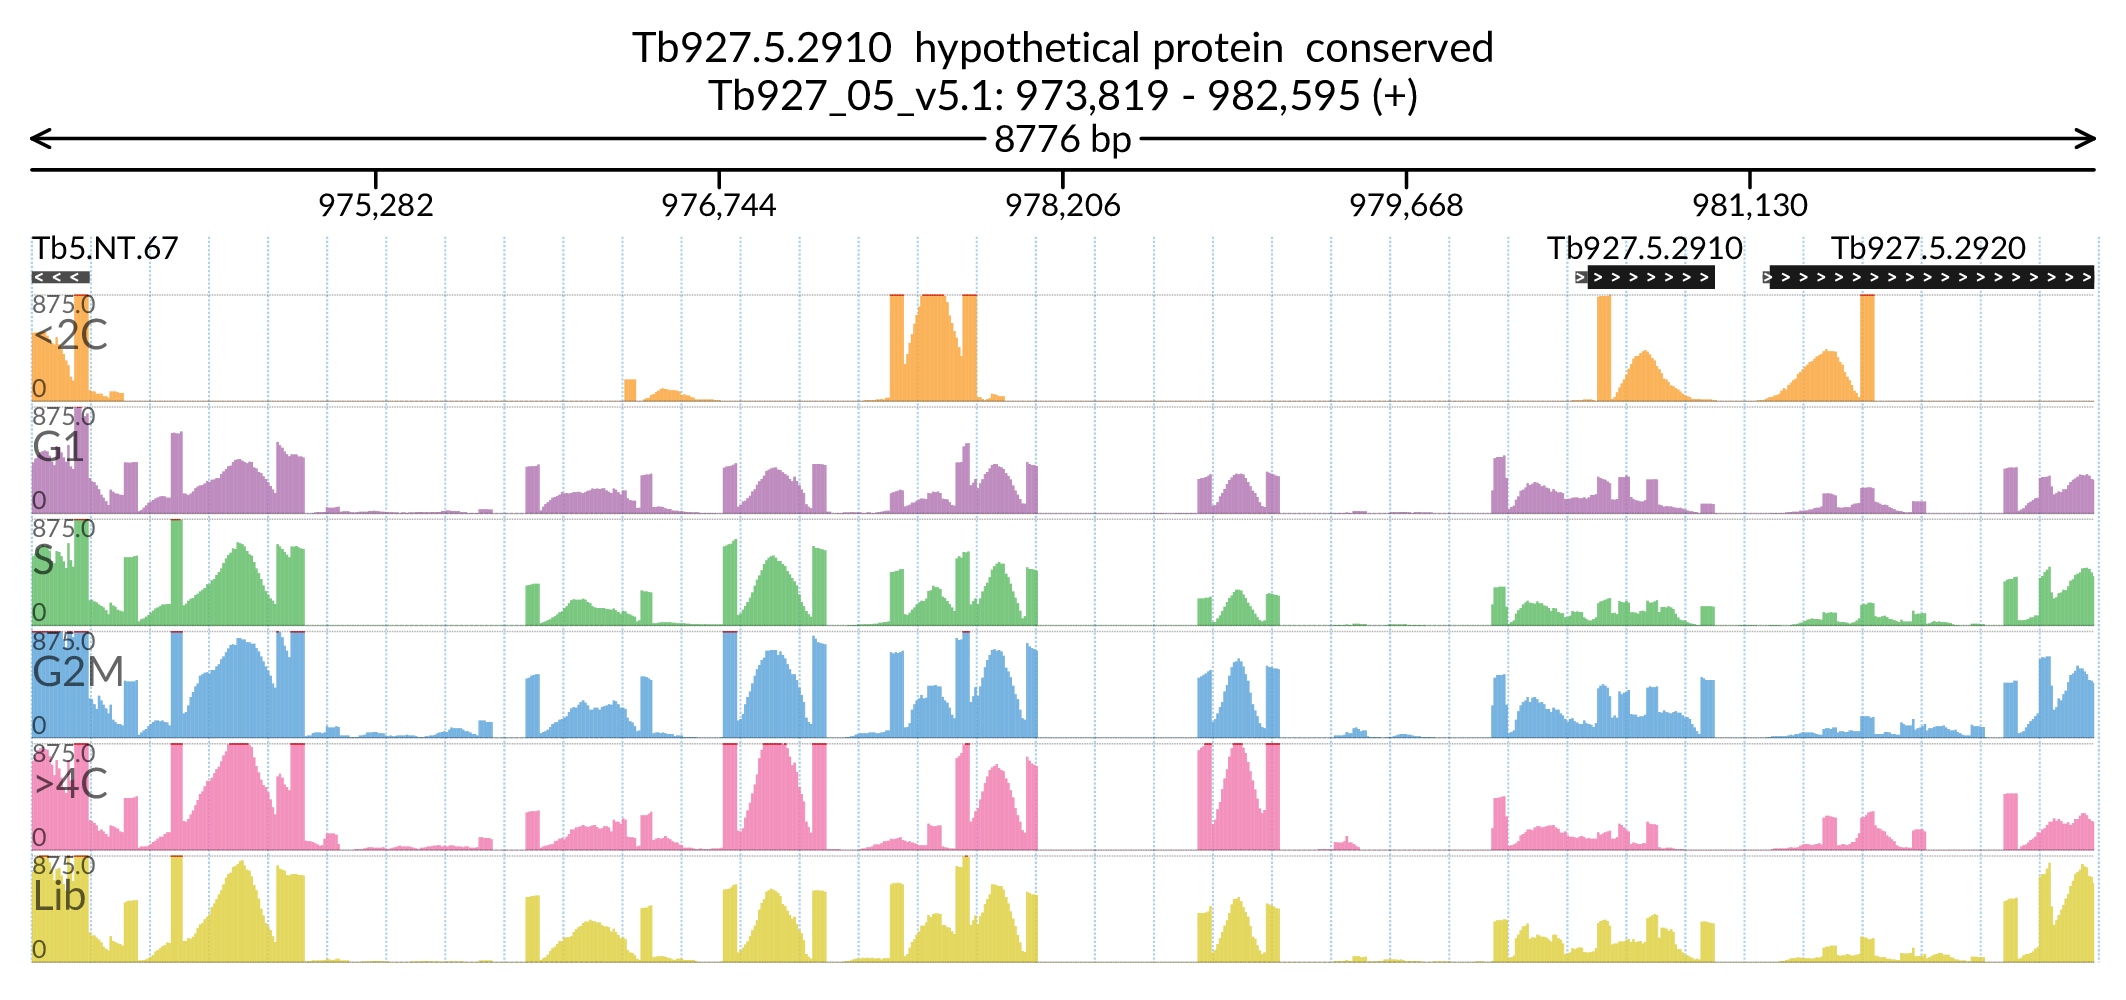 Tb927.5.2910  hypothetical protein  conserved
Tb927_05_v5.1: 973,819 - 982,595 (+)
8776 bp
975,282 976,744 978,206 979,668 981,130
Tb5.NT.67 Tb927.5.2910 Tb927.5.2920
875.0
<2C
0
875.0
G1
0
875.0
S
0
875.0
G2M
0
875.0
>4C
0
875.0
Lib
0